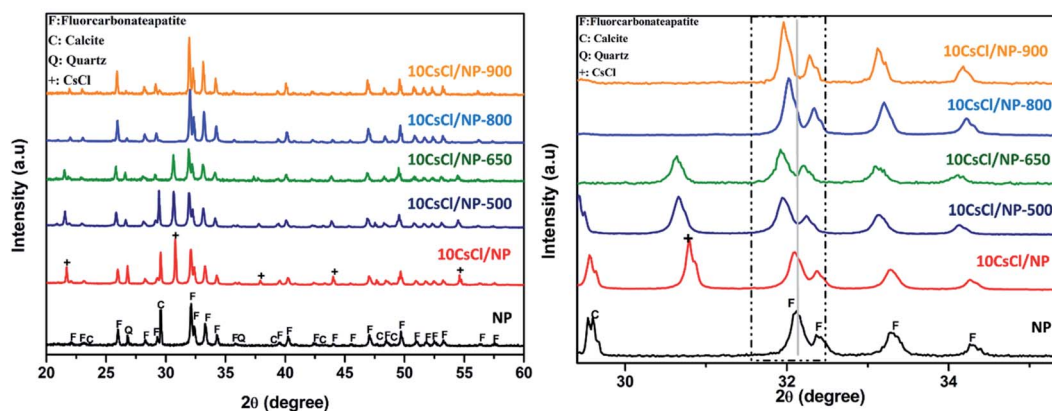 F:Fluorcarbonateapatite
C: Calcite
Q: Quartz
+: CsCl
10CsCl/NP-900
10CsCl/NP-800
10CsCl/NP-650
10CsCl/NP-500
10CsCl/NP
NP
+ + + + +
F F C F Q F F C F F F F Q C F F C F F C C F F F F F F F
Intensity (a.u)
20 25 30 35 40 45 50 55 60
2θ (degree)
F:Fluorcarbonateapatite
C: Calcite
Q: Quartz
+: CsCl
10CsCl/NP-900
10CsCl/NP-800
10CsCl/NP-650
10CsCl/NP-500
10CsCl/NP
NP
+
C F F F F
Intensity (a.u)
30 32 34
2θ (degree)